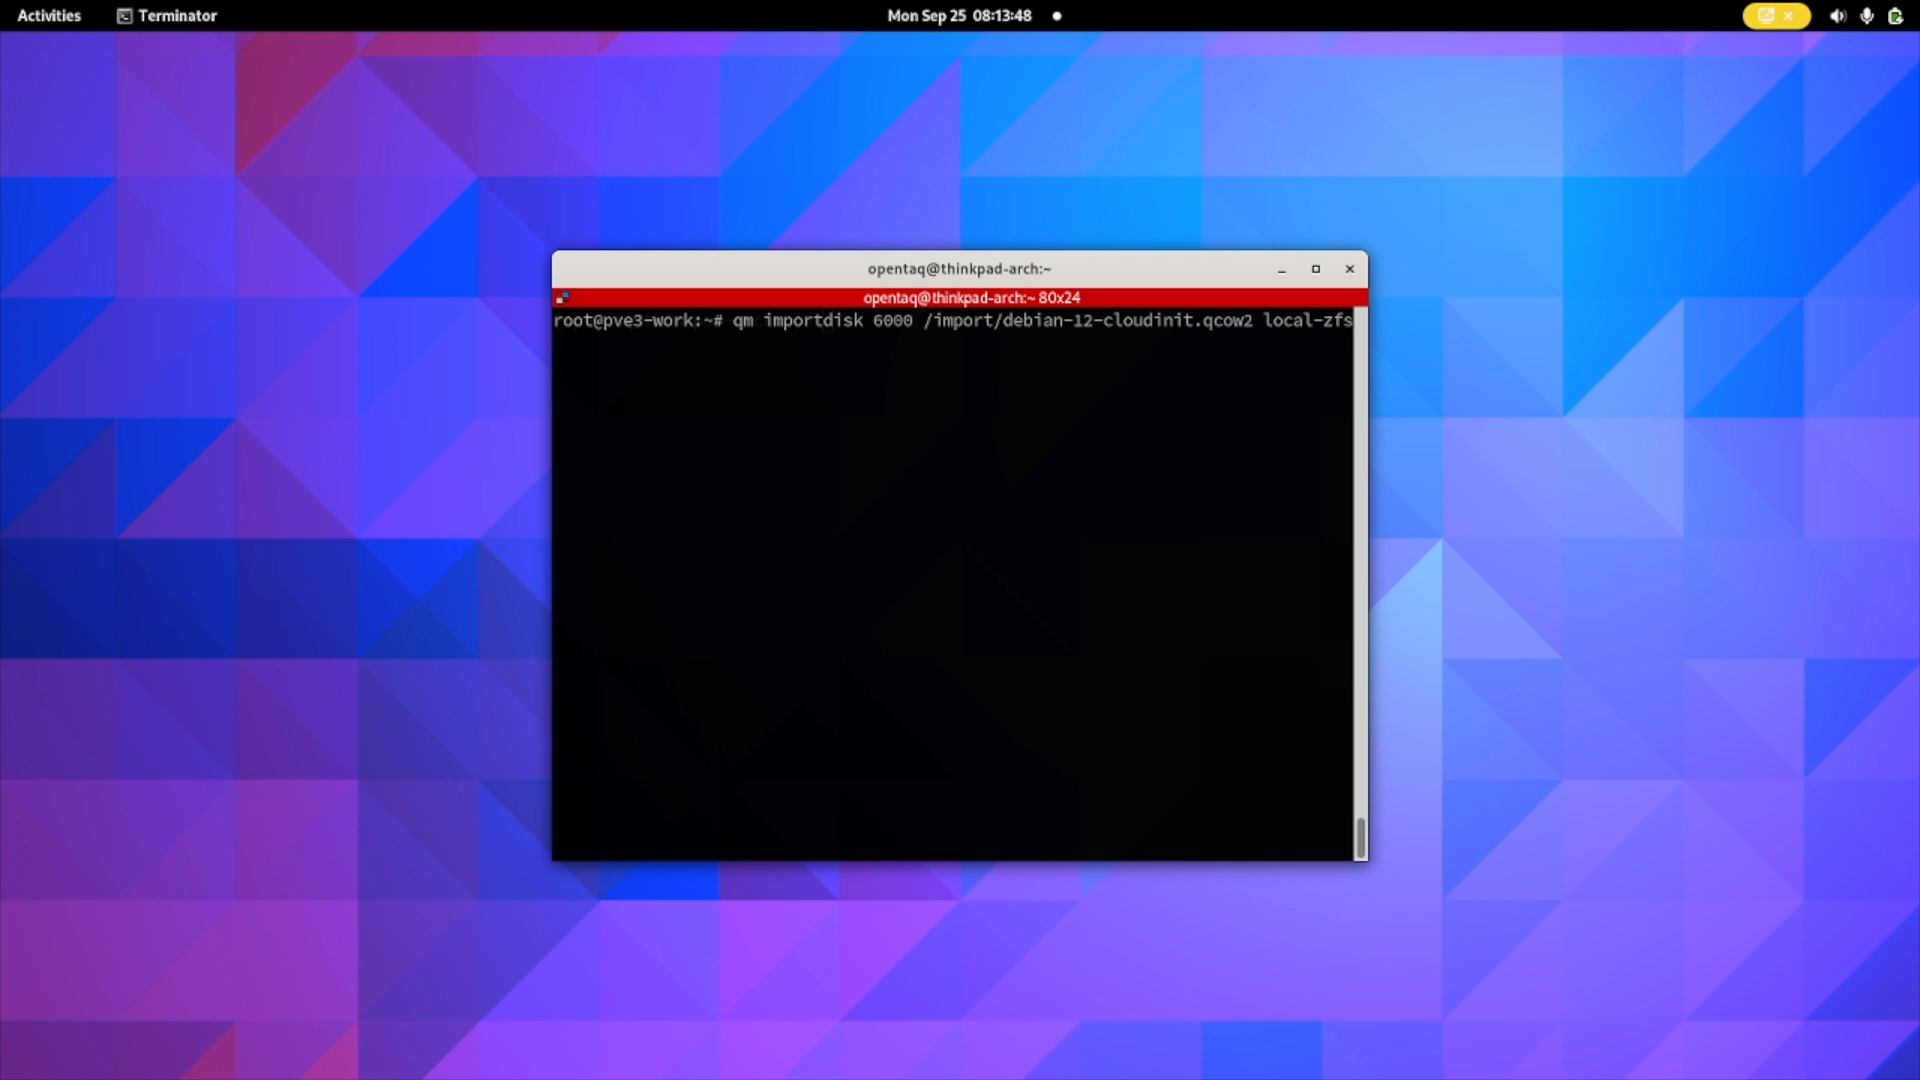 Activities Terminator Mon Sep 25 08:13:48
opentaq@thinkpad-arch:~
opentaq@thinkpad-arch:~ 80x24
root@pve3-work:~# qm importdisk 6000 /import/debian-12-cloudinit.qcow2 local-zfs